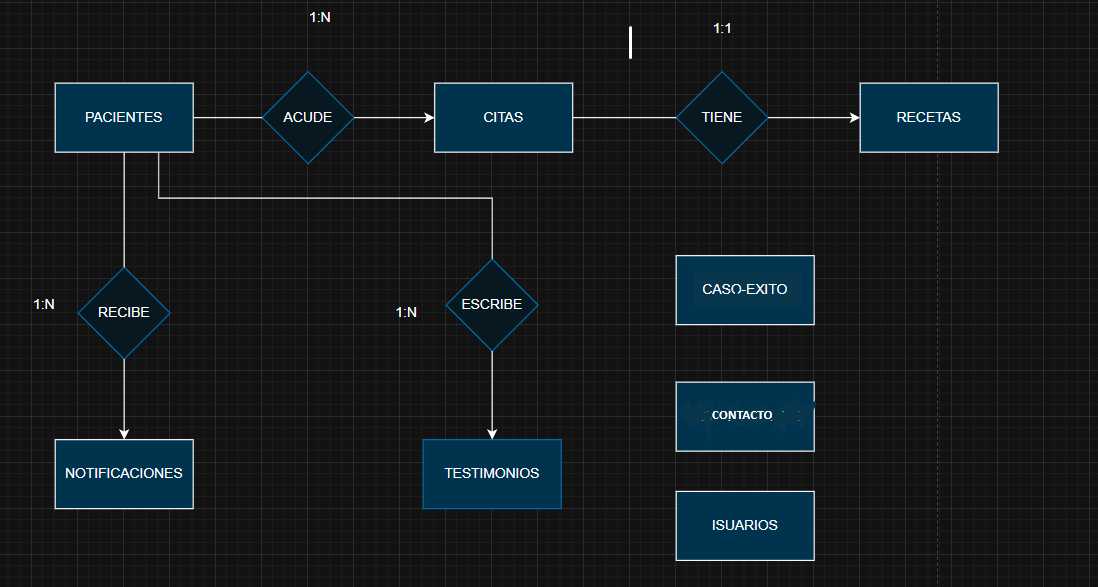 1:N
1:1
PACIENTES
ACUDE
CITAS
TIENE
RECETAS
CASO-EXITO
1:N
RECIBE
1:N
ESCRIBE
CONTACTO
NOTIFICACIONES
TESTIMONIOS
ISUARIOS